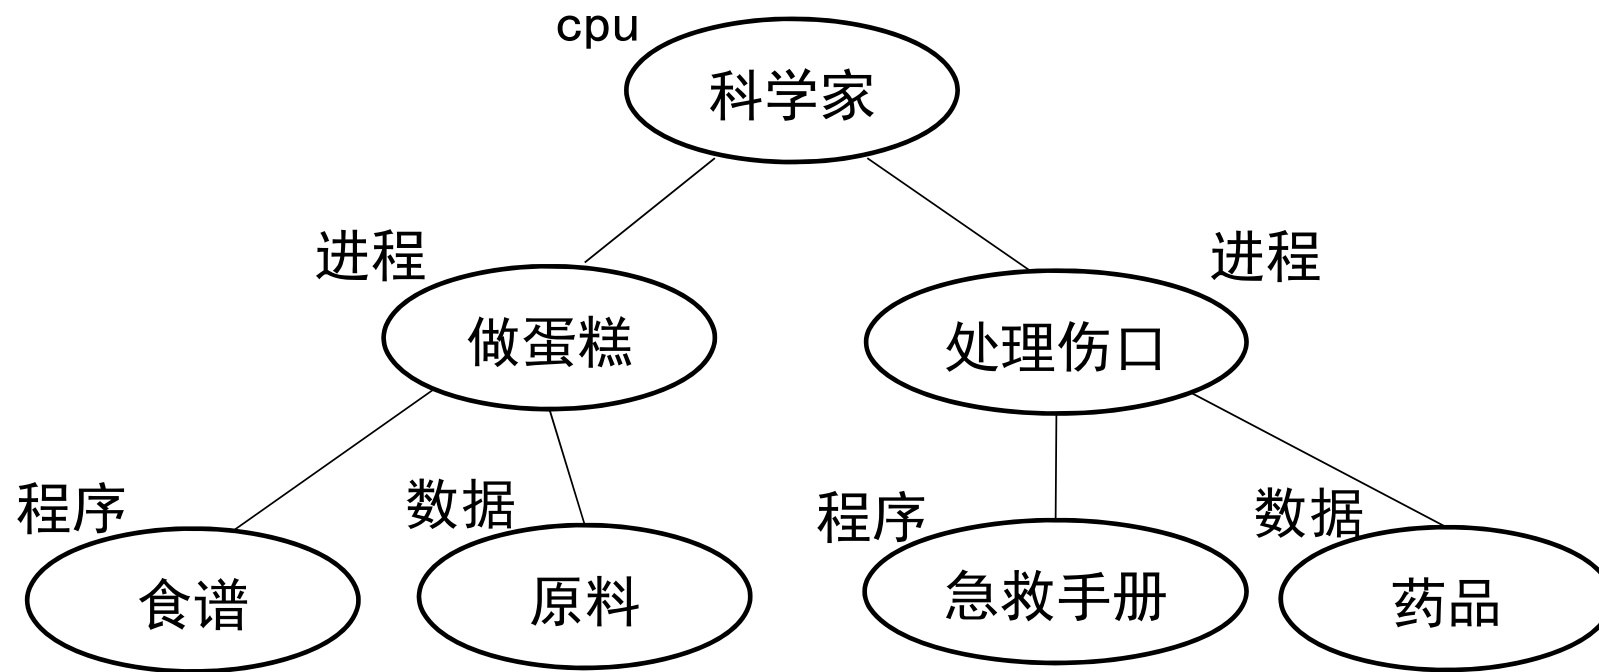 cpu
科学家
进程
进程
做蛋糕
处理伤口
程序
数据
程序
数据
食谱
原料
急救手册
药品